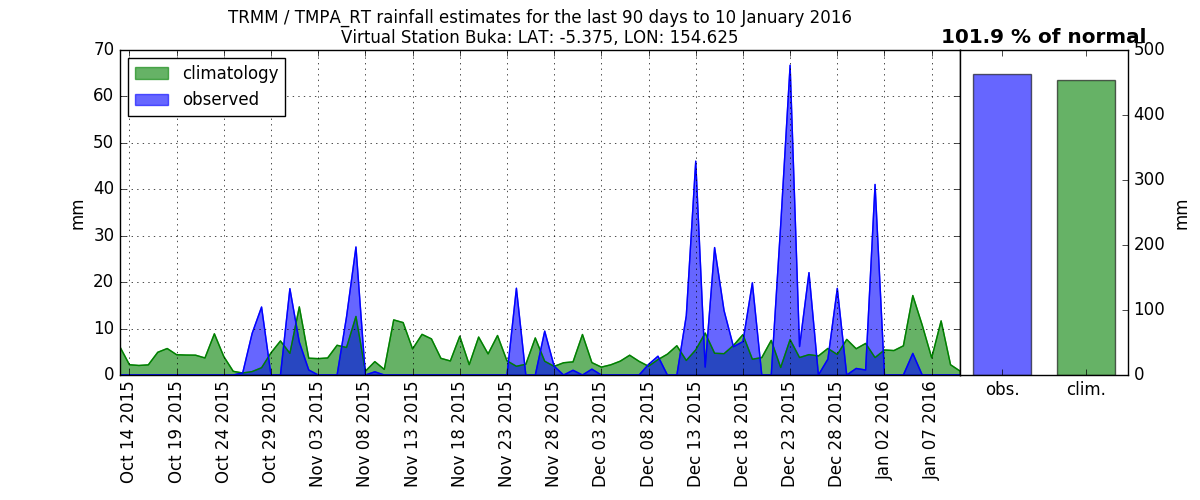 TRMM / TMPA_RT rainfall estimates for the last 90 days to 10 January 2016
Virtual Station Buka: LAT: -5.375, LON: 154.625
101.9 % of normal
climatology
observed
70
60
50
40
30
20
10
0
mm
Oct 14 2015
Oct 19 2015
Oct 24 2015
Oct 29 2015
Nov 03 2015
Nov 08 2015
Nov 13 2015
Nov 18 2015
Nov 23 2015
Nov 28 2015
Dec 03 2015
Dec 08 2015
Dec 13 2015
Dec 18 2015
Dec 23 2015
Dec 28 2015
Jan 02 2016
Jan 07 2016
500
400
300
200
100
0
mm
obs.
clim.